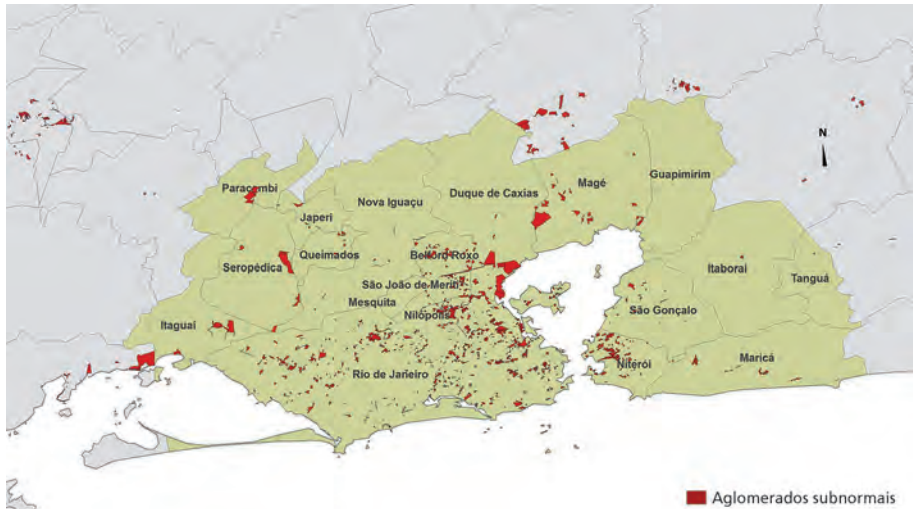 N
Guapimirim
Paracambi
Duque de Caxias
Magé
Nova Iguaçu
Japeri
Belford Roxo
Queimados
Seropédica
Itaboraí
Tanguá
São João de Meriti
Mesquita
São Gonçalo
Nilópolis
Itaguaí
Niterói
Maricá
Rio de Janeiro
Aglomerados subnormais